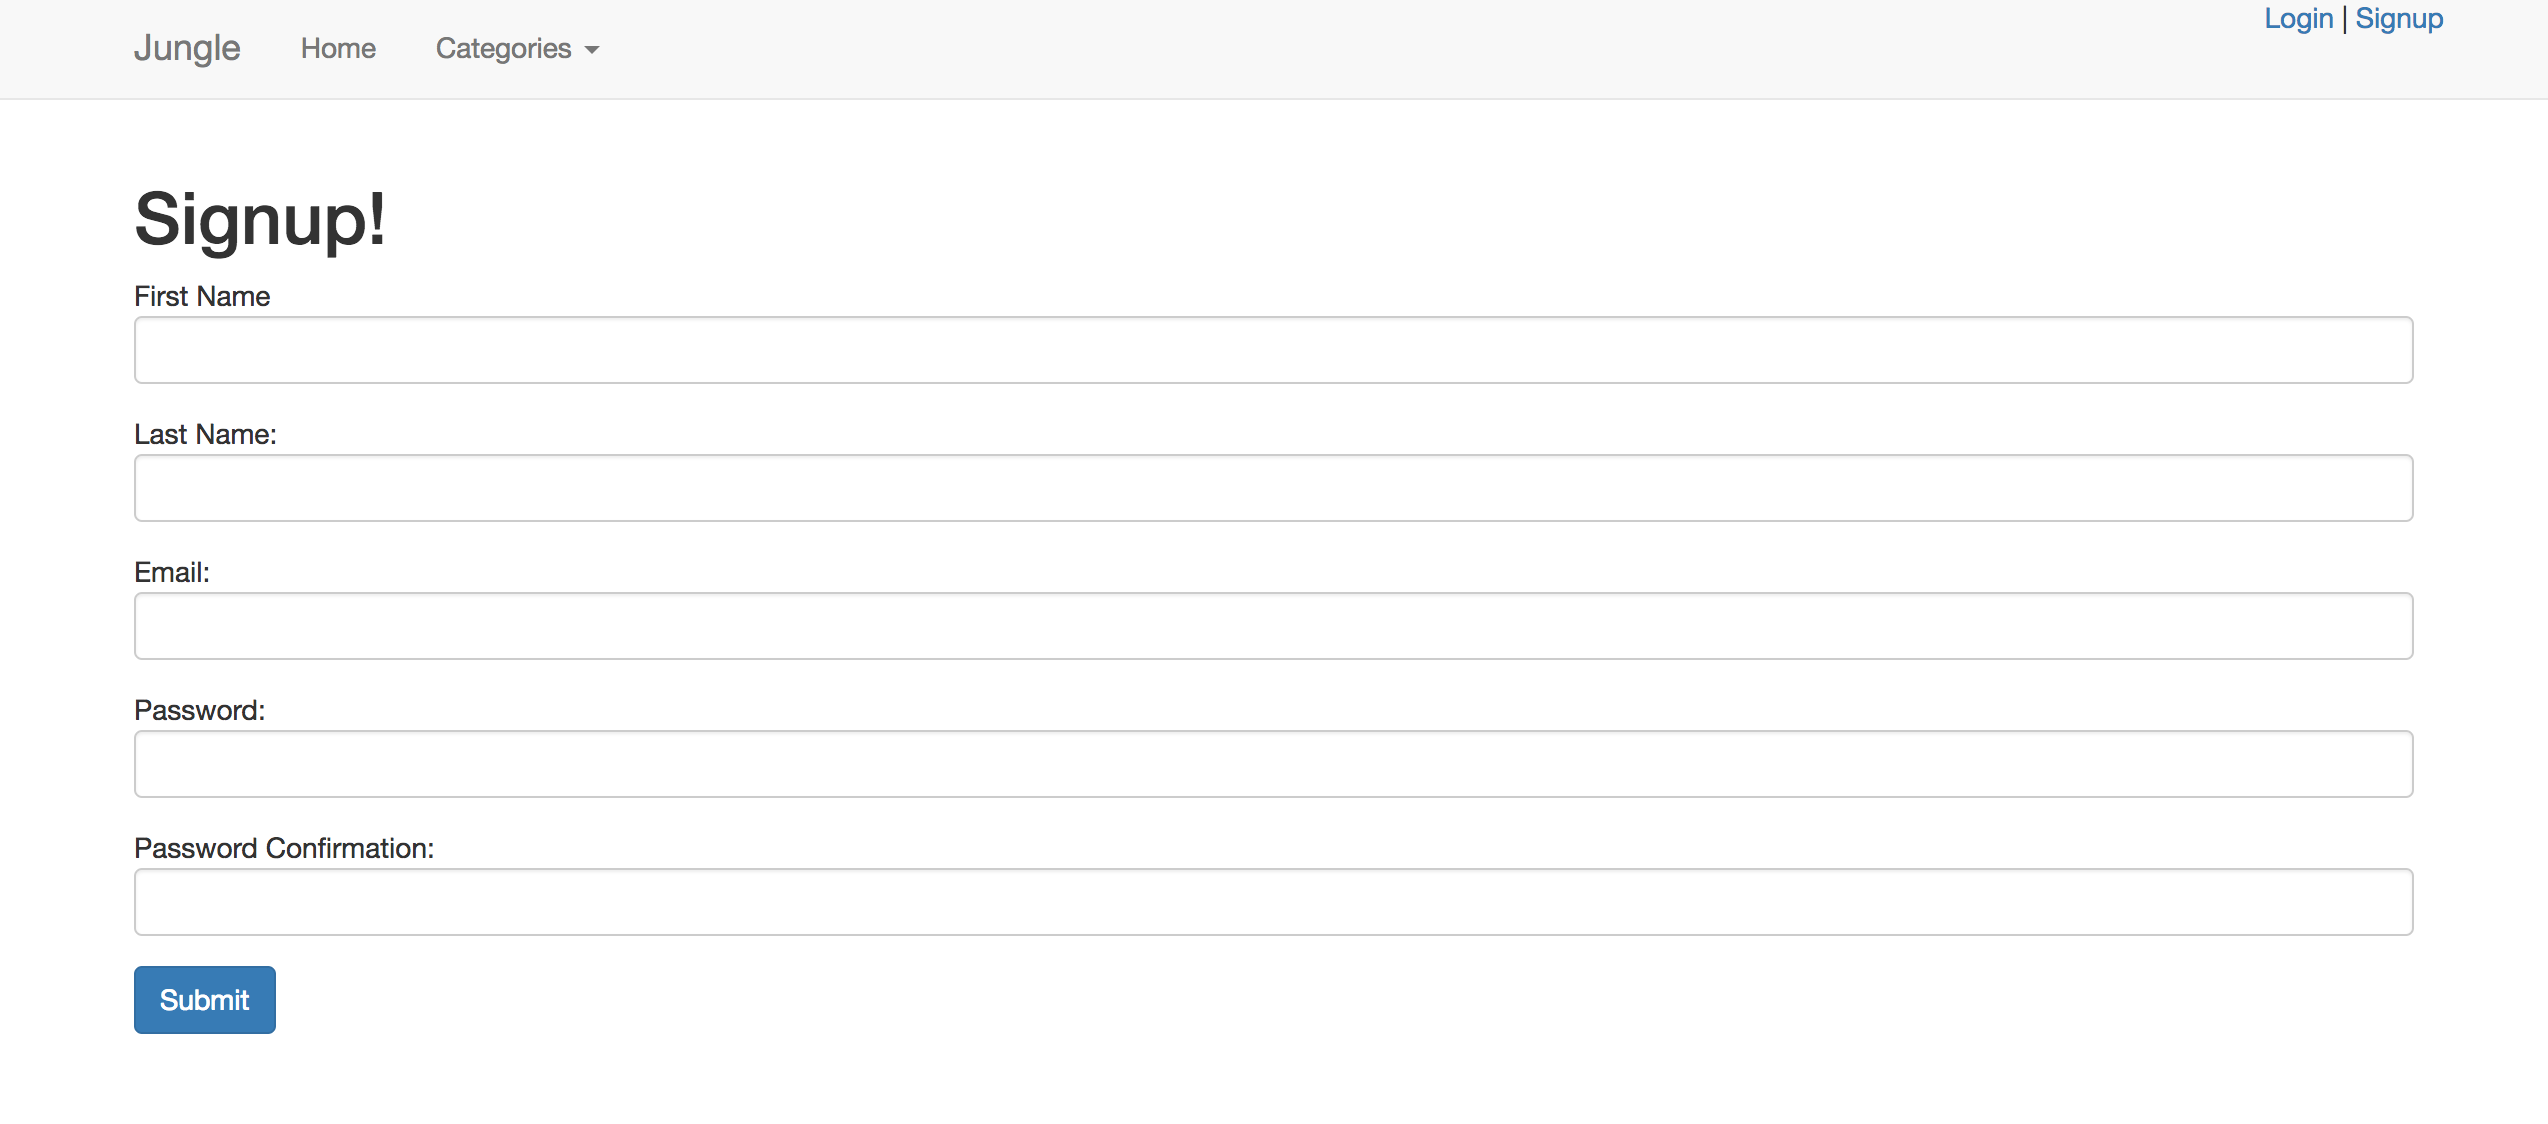 Jungle Home Categories Login | Signup
Signup!
First Name
Last Name:
Email:
Password:
Password Confirmation:
Submit